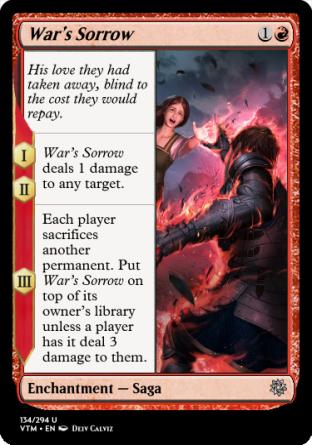 War's Sorrow 1
His love they had
taken away, blind to
the cost they would
repay.
I
War's Sorrow
deals 1 damage
to any target.
II
Each player
sacrifices
another
permanent. Put
War's Sorrow on
top of its
owner's library
unless a player
has it deal 3
damage to them.
III
Enchantment — Saga
134/294 U
VTM • EN Deiv Calviz